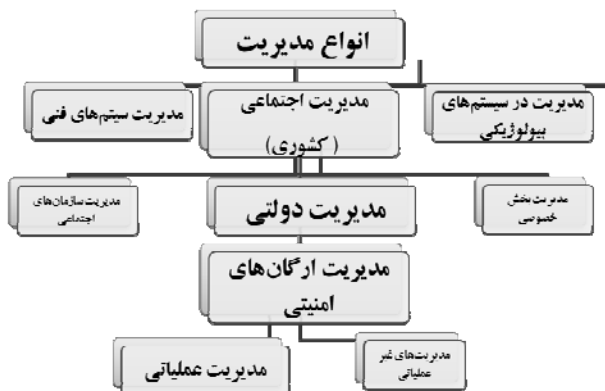 انواع مدیریت
مدیریت در سیستم‌های
بیولوژیکی
مدیریت اجتماعی
(کشوری)
مدیریت سیتم‌های فنی
مدیریت بخش
خصوصی
مدیریت دولتی
مدیریت سازمان‌های
اجتماعی
مدیریت ارگان‌های
امنیتی
مدیریت‌های غیر
عملیاتی
مدیریت عملیاتی